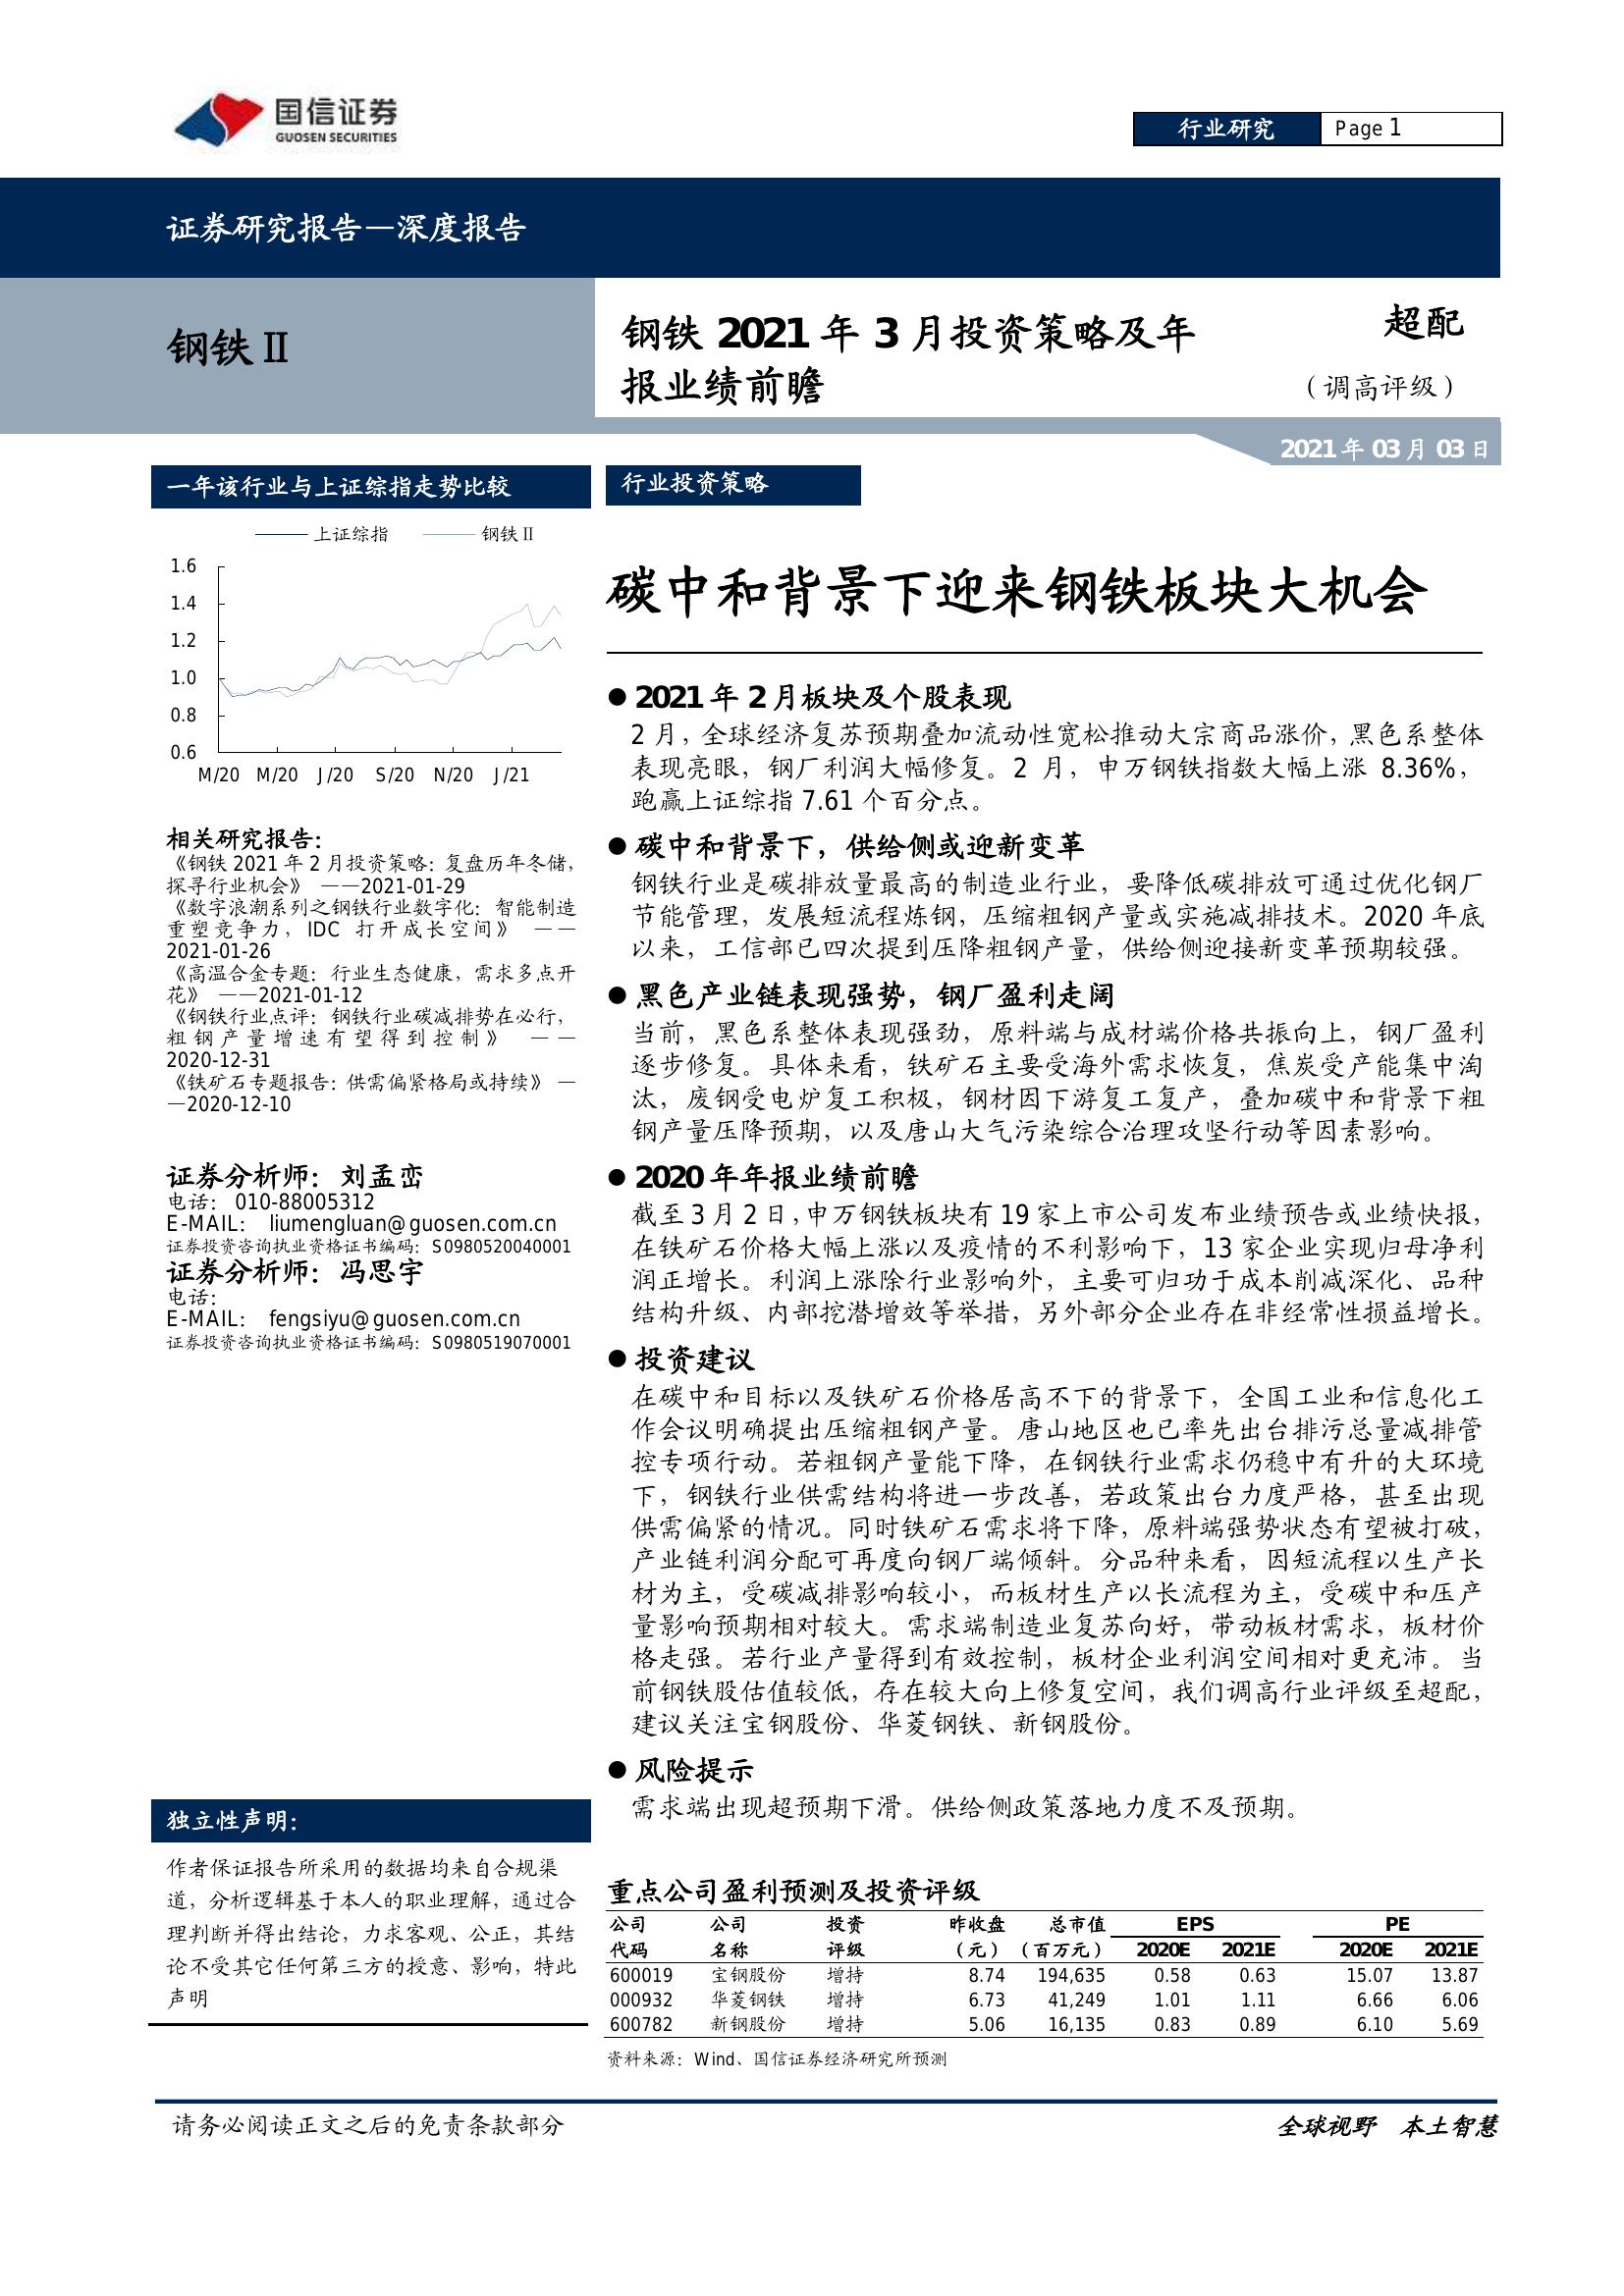 国信证券
GUOSEN SECURITIES
行业研究
Page 1
证券研究报告—深度报告
钢铁Ⅱ
钢铁 2021 年 3 月投资策略及年
报业绩前瞻
超配
（调高评级）
2021 年 03 月 03 日
一年该行业与上证综指走势比较
上证综指 钢铁Ⅱ
1.6
1.4
1.2
1.0
0.8
0.6
M/20 M/20 J/20 S/20 N/20 J/21
相关研究报告：
《钢铁 2021 年 2 月投资策略：复盘历年冬储，
探寻行业机会》 ——2021-01-29
《数字浪潮系列之钢铁行业数字化：智能制造
重塑竞争力，IDC 打开成长空间》 ——
2021-01-26
《高温合金专题：行业生态健康，需求多点开
花》 ——2021-01-12
《钢铁行业点评：钢铁行业碳减排势在必行，
粗钢产量增速有望得到控制》 ——
2020-12-31
《铁矿石专题报告：供需偏紧格局或持续》 —
—2020-12-10
证券分析师：刘孟峦
电话： 010-88005312
E-MAIL： liumengluan@guosen.com.cn
证券投资咨询执业资格证书编码：S0980520040001
证券分析师：冯思宇
电话：
E-MAIL： fengsiyu@guosen.com.cn
证券投资咨询执业资格证书编码：S0980519070001
独立性声明：
作者保证报告所采用的数据均来自合规渠
道，分析逻辑基于本人的职业理解，通过合
理判断并得出结论，力求客观、公正，其结
论不受其它任何第三方的授意、影响，特此
声明
行业投资策略
碳中和背景下迎来钢铁板块大机会
● 2021 年 2 月板块及个股表现
2 月，全球经济复苏预期叠加流动性宽松推动大宗商品涨价，黑色系整体
表现亮眼，钢厂利润大幅修复。2 月，申万钢铁指数大幅上涨 8.36%，
跑赢上证综指 7.61 个百分点。
● 碳中和背景下，供给侧或迎新变革
钢铁行业是碳排放量最高的制造业行业，要降低碳排放可通过优化钢厂
节能管理，发展短流程炼钢，压缩粗钢产量或实施减排技术。2020 年底
以来，工信部已四次提到压降粗钢产量，供给侧迎接新变革预期较强。
● 黑色产业链表现强势，钢厂盈利走阔
当前，黑色系整体表现强劲，原料端与成材端价格共振向上，钢厂盈利
逐步修复。具体来看，铁矿石主要受海外需求恢复，焦炭受产能集中淘
汰，废钢受电炉复工积极，钢材因下游复工复产，叠加碳中和背景下粗
钢产量压降预期，以及唐山大气污染综合治理攻坚行动等因素影响。
● 2020 年年报业绩前瞻
截至 3 月 2 日，申万钢铁板块有 19 家上市公司发布业绩预告或业绩快报，
在铁矿石价格大幅上涨以及疫情的不利影响下，13 家企业实现归母净利
润正增长。利润上涨除行业影响外，主要可归功于成本削减深化、品种
结构升级、内部挖潜增效等举措，另外部分企业存在非经常性损益增长。
● 投资建议
在碳中和目标以及铁矿石价格居高不下的背景下，全国工业和信息化工
作会议明确提出压缩粗钢产量。唐山地区也已率先出台排污总量减排管
控专项行动。若粗钢产量能下降，在钢铁行业需求仍稳中有升的大环境
下，钢铁行业供需结构将进一步改善，若政策出台力度严格，甚至出现
供需偏紧的情况。同时铁矿石需求将下降，原料端强势状态有望被打破，
产业链利润分配可再度向钢厂端倾斜。分品种来看，因短流程以生产长
材为主，受碳减排影响较小，而板材生产以长流程为主，受碳中和压产
量影响预期相对较大。需求端制造业复苏向好，带动板材需求，板材价
格走强。若行业产量得到有效控制，板材企业利润空间相对更充沛。当
前钢铁股估值较低，存在较大向上修复空间，我们调高行业评级至超配，
建议关注宝钢股份、华菱钢铁、新钢股份。
● 风险提示
需求端出现超预期下滑。供给侧政策落地力度不及预期。
重点公司盈利预测及投资评级
公司 公司 投资 昨收盘 总市值 EPS PE
代码 名称 评级 （元） （百万元） 2020E 2021E 2020E 2021E
600019 宝钢股份 增持 8.74 194,635 0.58 0.63 15.07 13.87
000932 华菱钢铁 增持 6.73 41,249 1.01 1.11 6.66 6.06
600782 新钢股份 增持 5.06 16,135 0.83 0.89 6.10 5.69
资料来源：Wind、国信证券经济研究所预测
请务必阅读正文之后的免责条款部分
全球视野 本土智慧